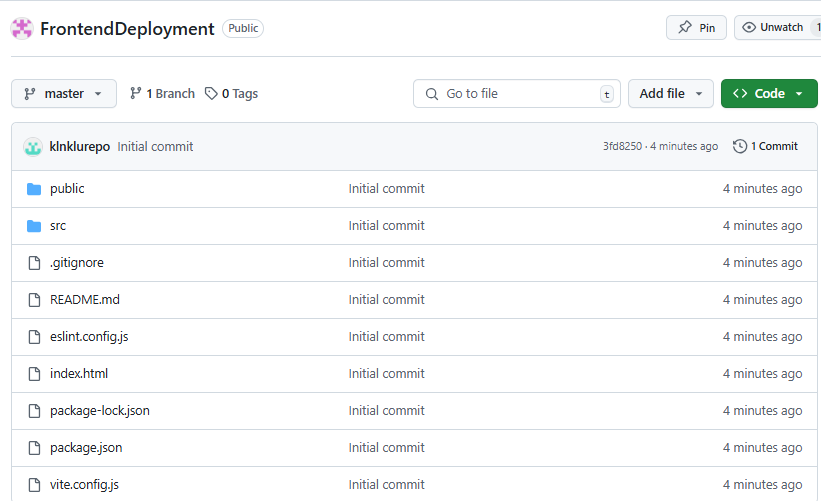 FrontendDeployment Public Pin Unwatch 1
master 1 Branch 0 Tags Go to file t Add file Code
klnklurepo Initial commit 3fd8250 · 4 minutes ago 1 Commit
public Initial commit 4 minutes ago
src Initial commit 4 minutes ago
.gitignore Initial commit 4 minutes ago
README.md Initial commit 4 minutes ago
eslint.config.js Initial commit 4 minutes ago
index.html Initial commit 4 minutes ago
package-lock.json Initial commit 4 minutes ago
package.json Initial commit 4 minutes ago
vite.config.js Initial commit 4 minutes ago